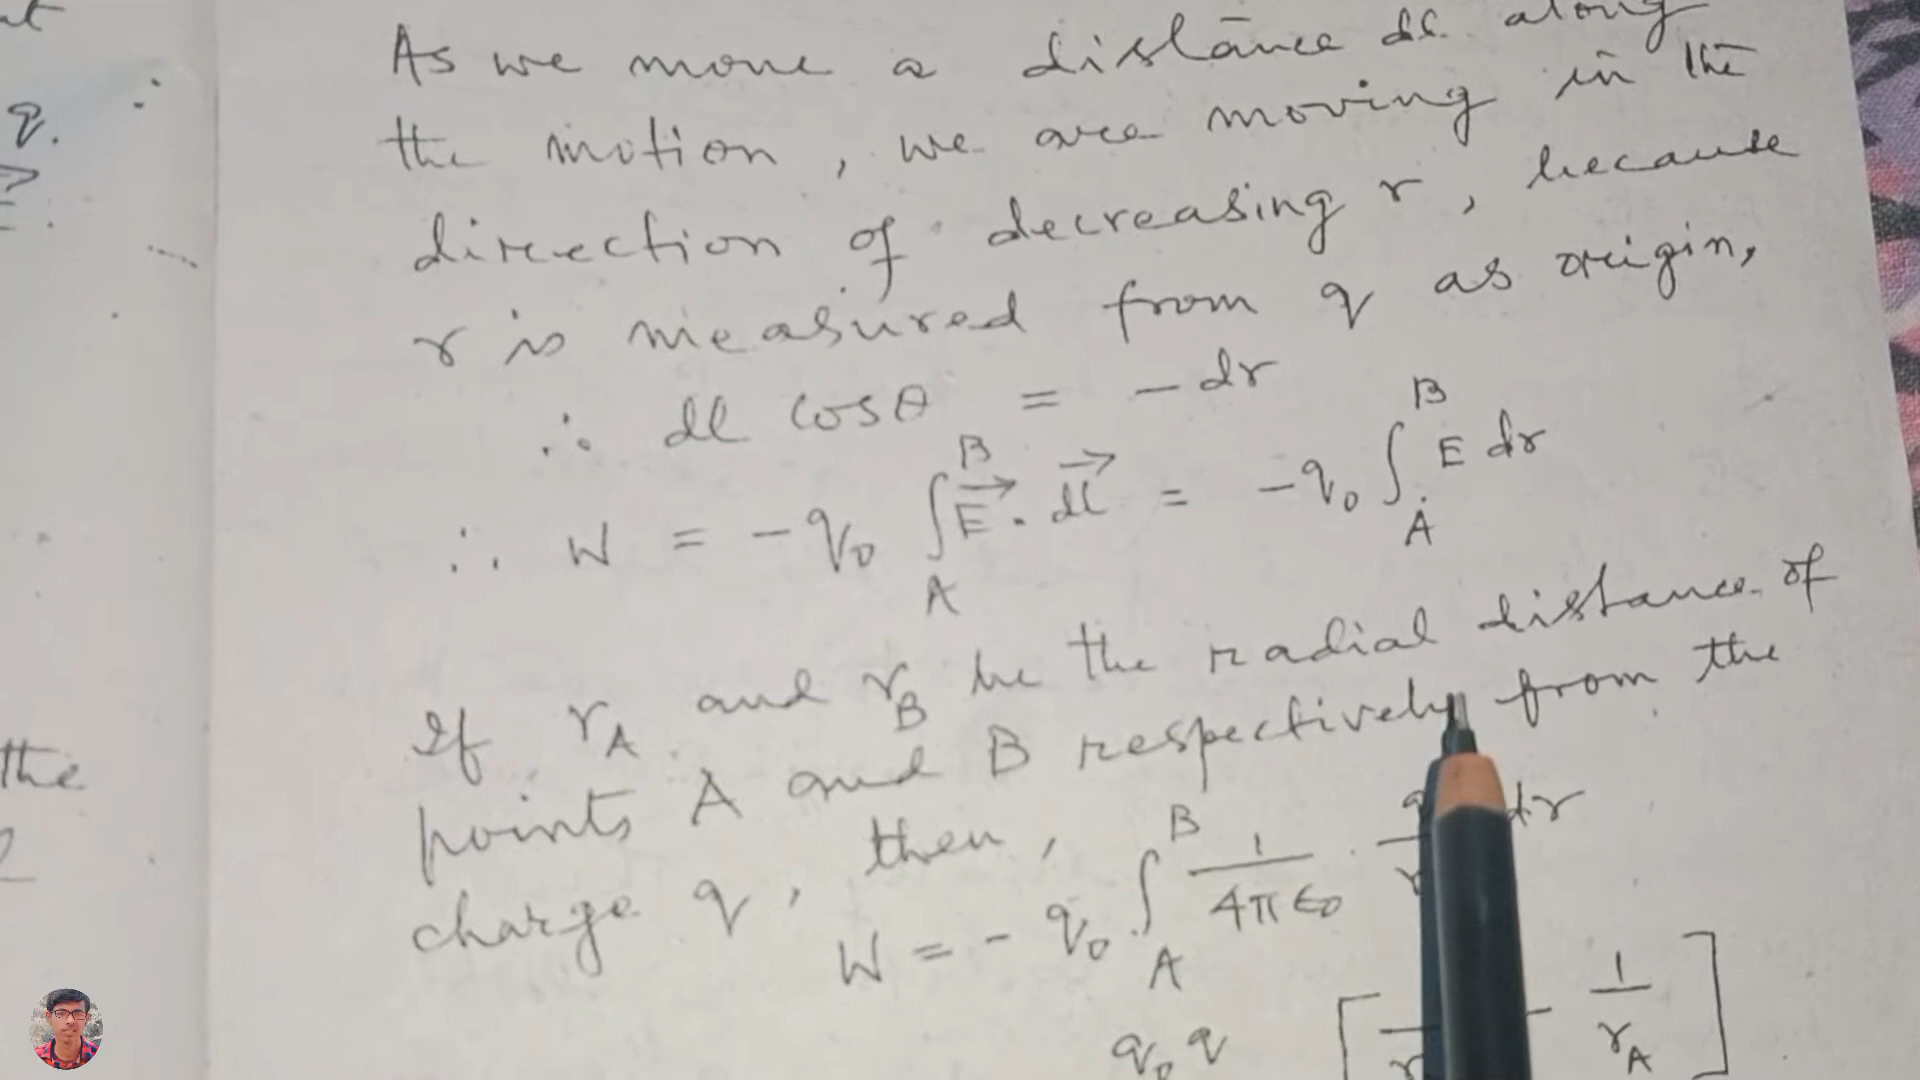 As we move a distance dl along
the motion, we are moving in the
direction of decreasing r, because
r is measured from q as origin,
∴ dl cosθ = - dr
∴ W = - q₀ ∫_A^B E⃗ . dl⃗ = - q₀ ∫_A^B E dr
If r_A and r_B be the radial distance of
points A and B respectively from the
charge q, then,
W = - q₀ ∫_A^B 1/4πϵ₀ . dr
q₀ q [ - 1/r_A ]
q.
the